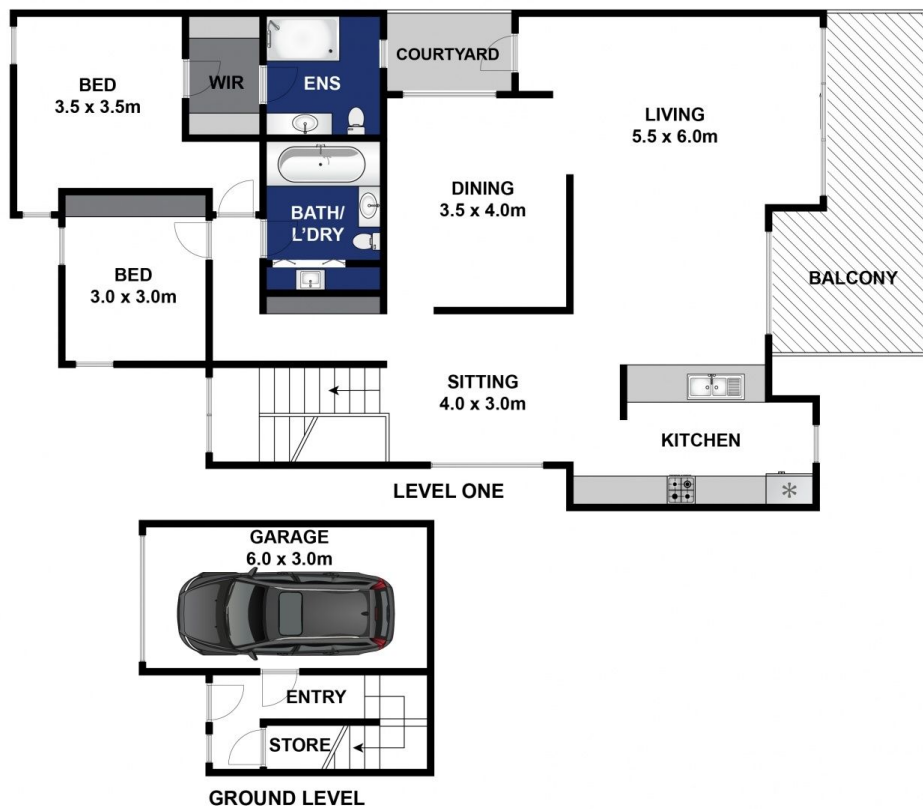 BED
3.5 x 3.5m
WIR
ENS
COURTYARD
LIVING
5.5 x 6.0m
DINING
3.5 x 4.0m
BATH/
L'DRY
BED
3.0 x 3.0m
BALCONY
SITTING
4.0 x 3.0m
KITCHEN
LEVEL ONE
GARAGE
6.0 x 3.0m
ENTRY
STORE
GROUND LEVEL